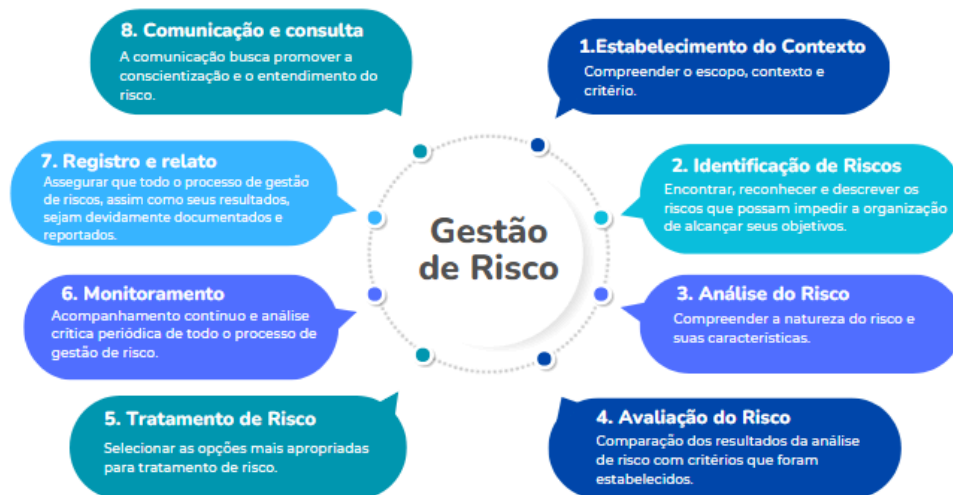 8. Comunicação e consulta
A comunicação busca promover a
conscientização e o entendimento do
risco.
1.Estabelecimento do Contexto
Compreender o escopo, contexto e
critério.
7. Registro e relato
Assegurar que todo o processo de gestão
de riscos, assim como seus resultados,
sejam devidamente documentados e
reportados.
2. Identificação de Riscos
Encontrar, reconhecer e descrever os
riscos que possam impedir a organização
de alcançar seus objetivos.
Gestão
de Risco
6. Monitoramento
Acompanhamento contínuo e análise
crítica periódica de todo o processo de
gestão de risco.
3. Análise do Risco
Compreender a natureza do risco e
suas características.
5. Tratamento de Risco
Selecionar as opções mais apropriadas
para tratamento de risco.
4. Avaliação do Risco
Comparação dos resultados da análise
de risco com critérios que foram
estabelecidos.